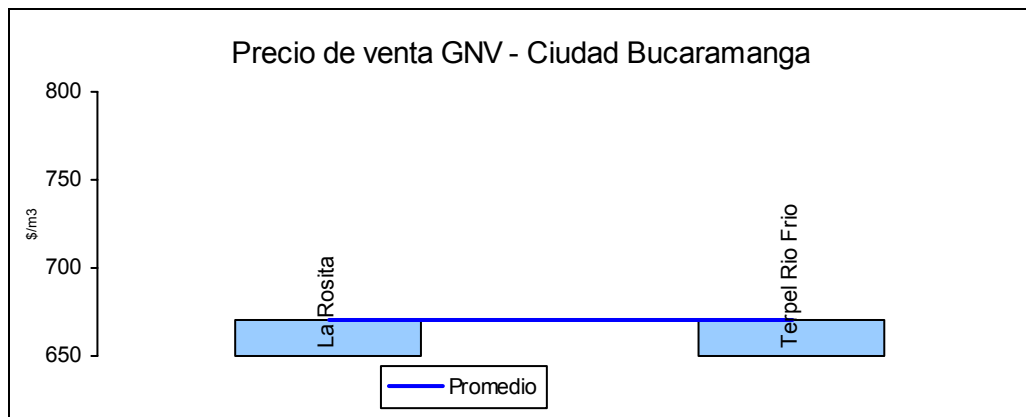 Precio de venta GNV - Ciudad Bucaramanga
800
750
700
650
$/m3
La Rosita
Terpel Rio Frio
Promedio